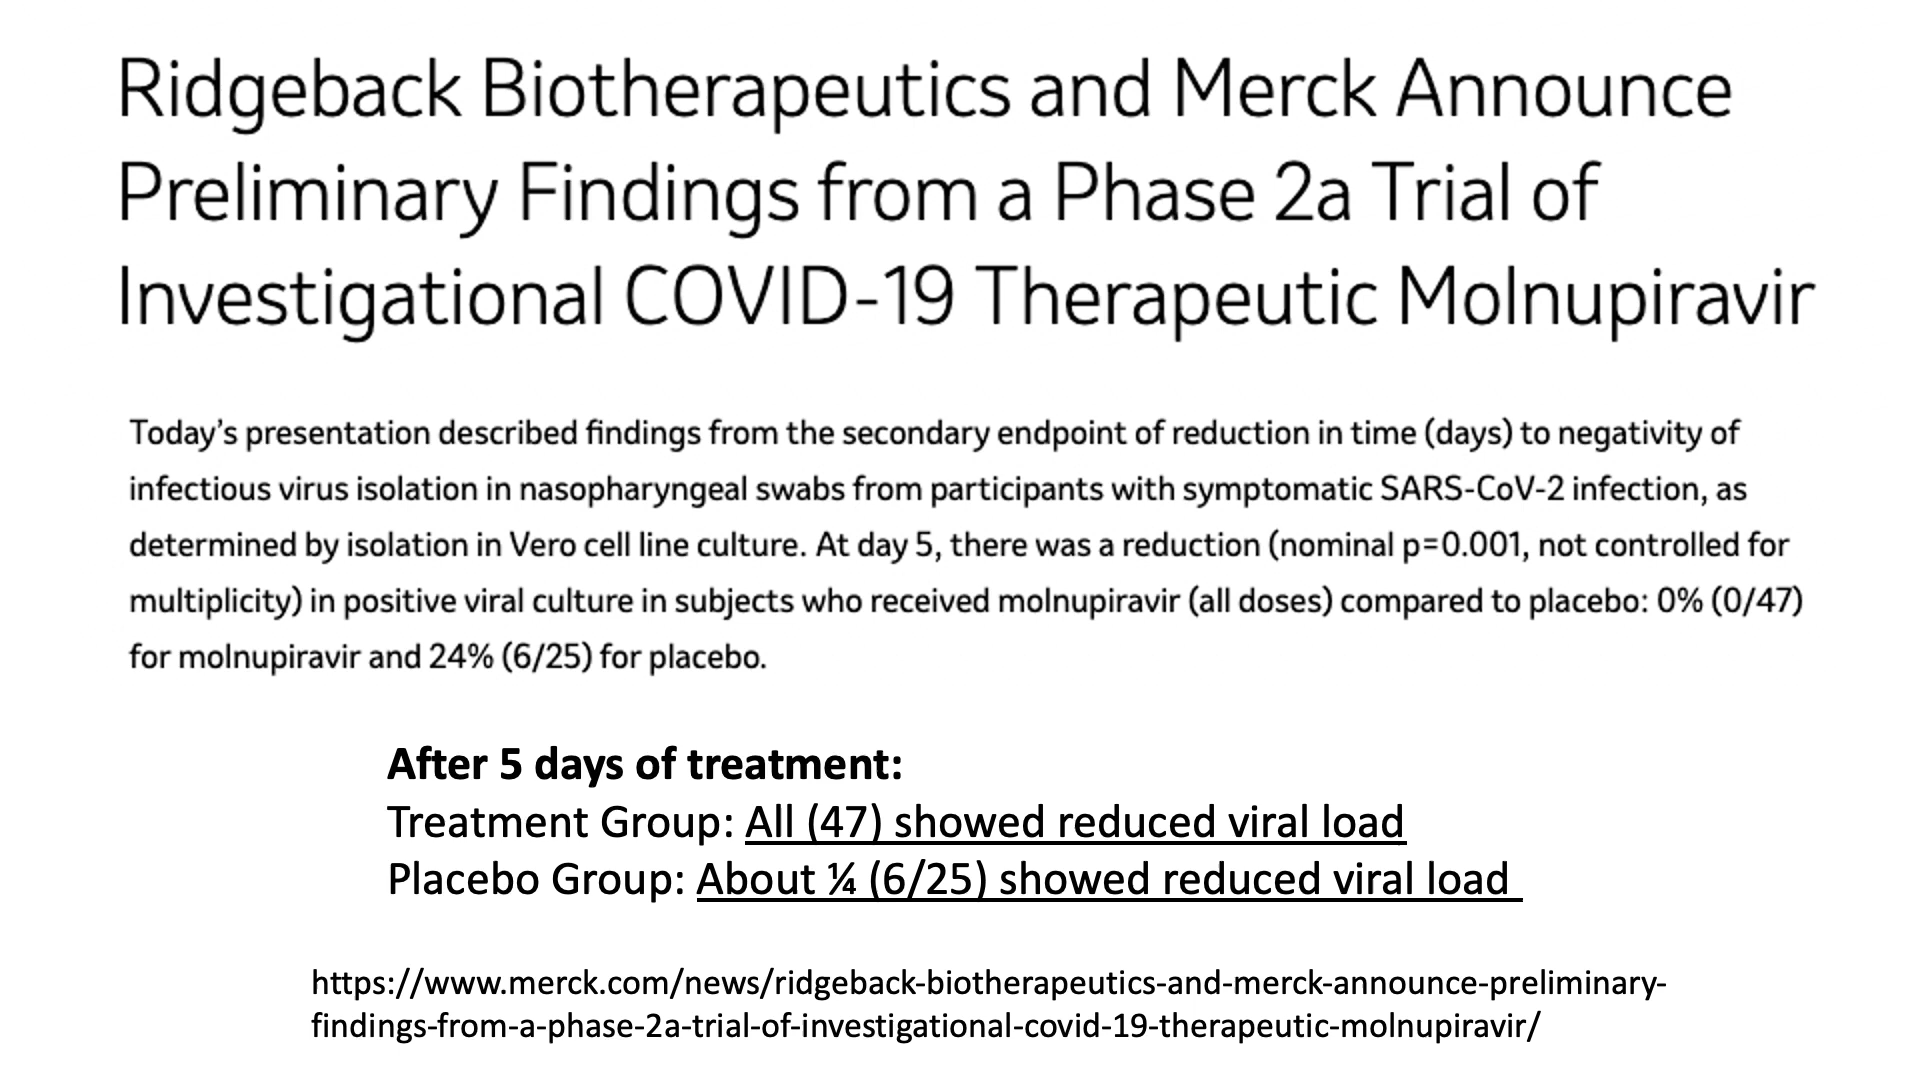 Ridgeback Biotherapeutics and Merck Announce
Preliminary Findings from a Phase 2a Trial of
Investigational COVID-19 Therapeutic Molnupiravir
Today’s presentation described findings from the secondary endpoint of reduction in time (days) to negativity of
infectious virus isolation in nasopharyngeal swabs from participants with symptomatic SARS-CoV-2 infection, as
determined by isolation in Vero cell line culture. At day 5, there was a reduction (nominal p=0.001, not controlled for
multiplicity) in positive viral culture in subjects who received molnupiravir (all doses) compared to placebo: 0% (0/47)
for molnupiravir and 24% (6/25) for placebo.
After 5 days of treatment:
Treatment Group: All (47) showed reduced viral load
Placebo Group: About ¼ (6/25) showed reduced viral load
https://www.merck.com/news/ridgeback-biotherapeutics-and-merck-announce-preliminary-
findings-from-a-phase-2a-trial-of-investigational-covid-19-therapeutic-molnupiravir/